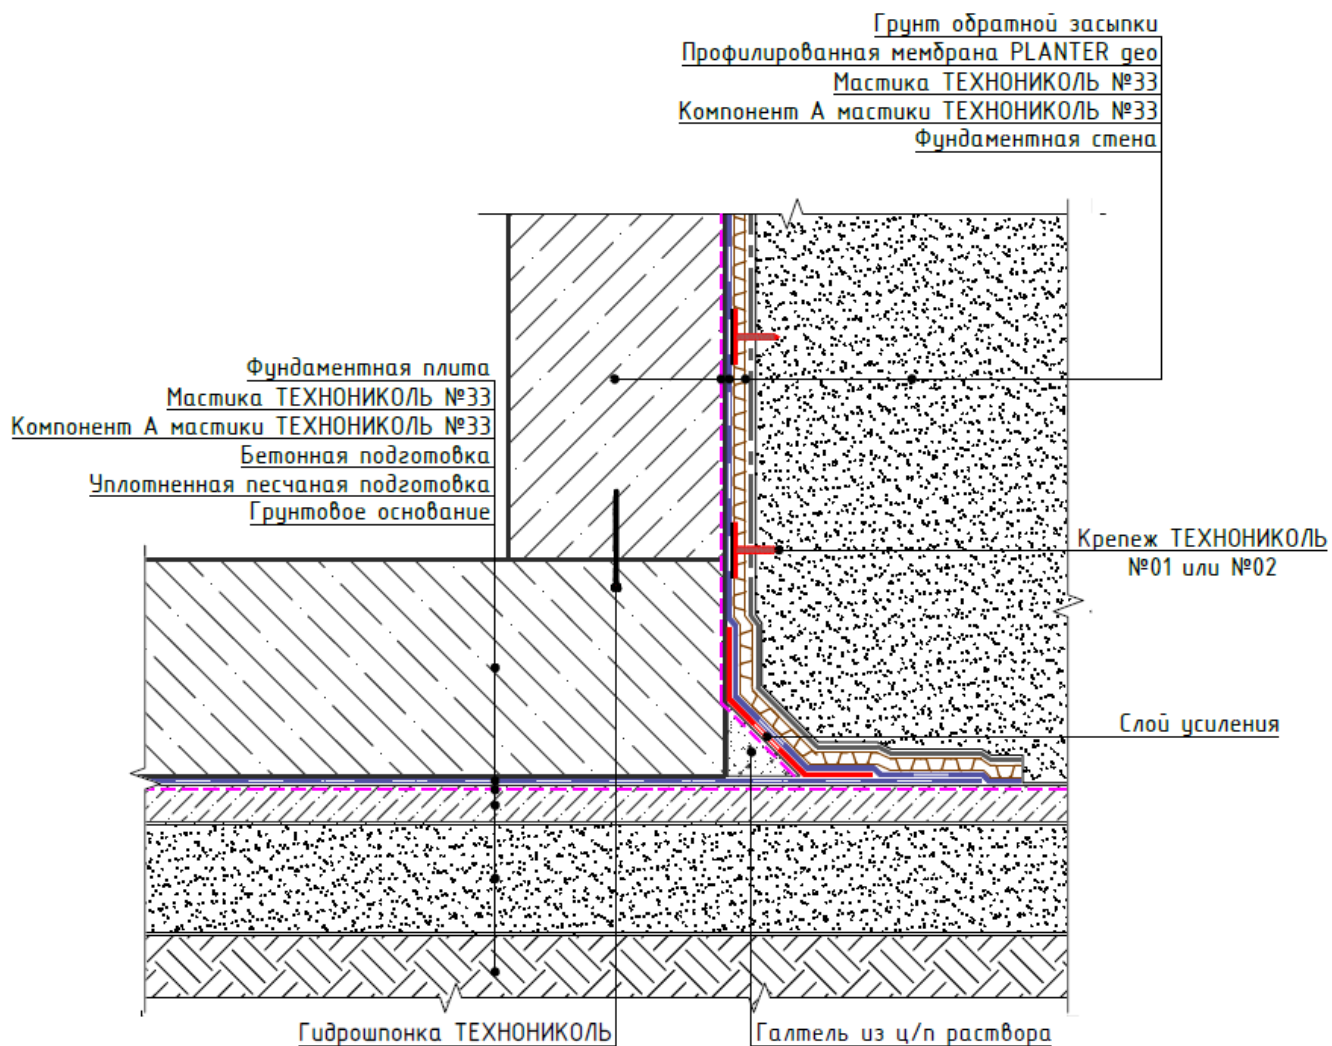 Грунт обратной засыпки
Профилированная мембрана PLANTER geo
Мастика ТЕХНОНИКОЛЬ №33
Компонент А мастики ТЕХНОНИКОЛЬ №33
Фундаментная стена
Фундаментная плита
Мастика ТЕХНОНИКОЛЬ №33
Компонент А мастики ТЕХНОНИКОЛЬ №33
Бетонная подготовка
Уплотненная песчаная подготовка
Грунтовое основание
Крепеж ТЕХНОНИКОЛЬ
№01 или №02
Слой усиления
Гидрошпонка ТЕХНОНИКОЛЬ
Галтель из ц/п раствора